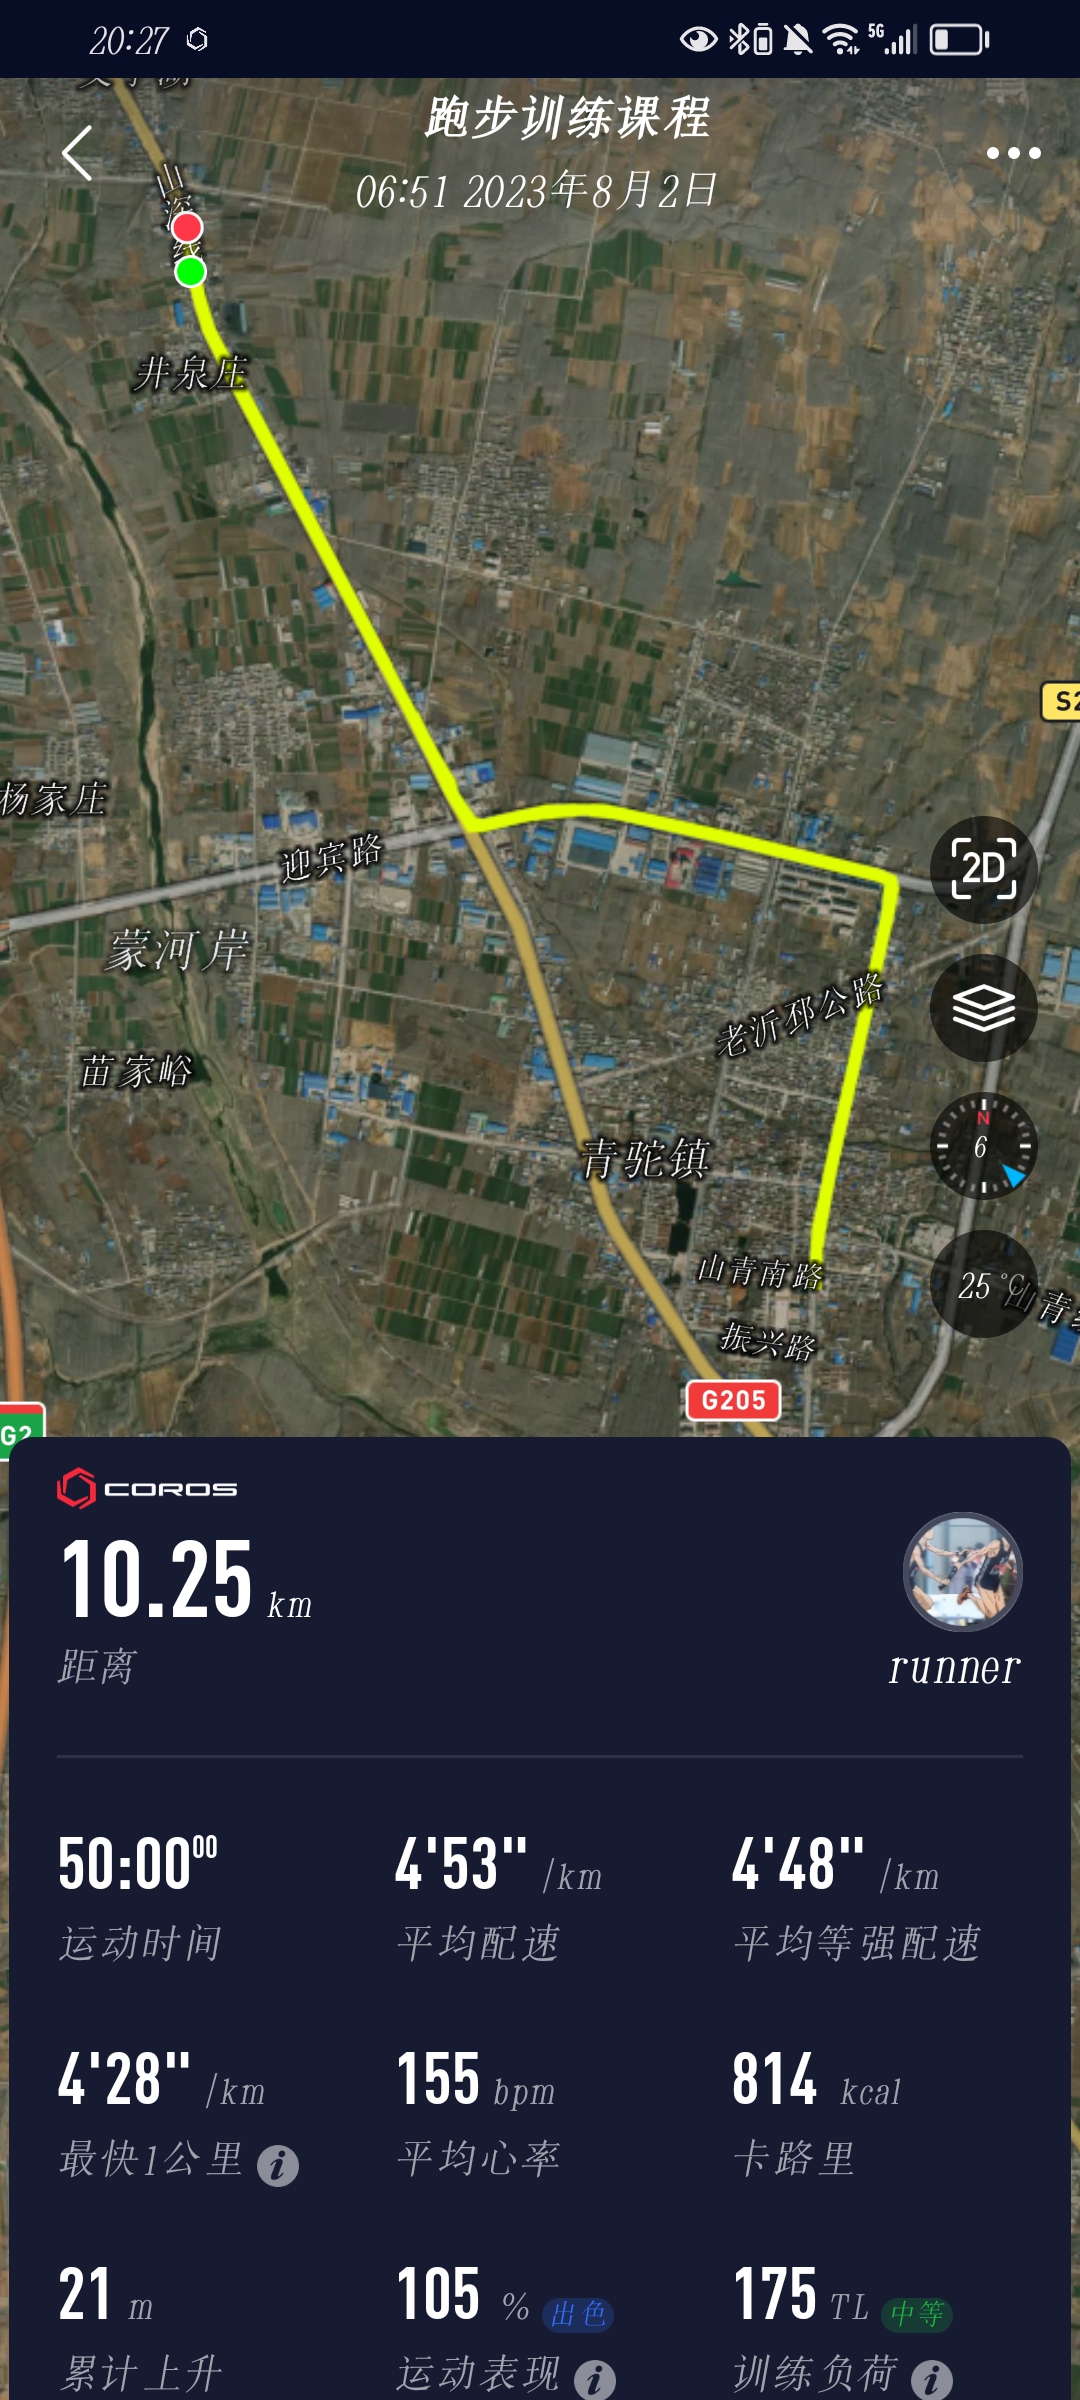 20:27
5G
跑步训练课程
06:51 2023年8月2日
井泉庄
S2
杨家庄
迎宾路
2D
蒙河岸
老沂邳公路
苗家峪
N
6
青驼镇
山青南路
25 °C
山青
振兴路
G205
G2
COROS
10.25 km
距离
runner
50:00⁰⁰ 4'53" /km 4'48" /km
运动时间 平均配速 平均等强配速
4'28" /km 155 bpm 814 kcal
最快1公里 平均心率 卡路里
21 m 105 % 出色 175 TL 中等
累计上升 运动表现 训练负荷